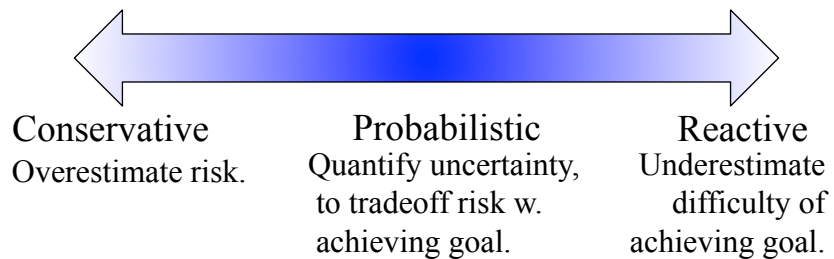 Conservative
Overestimate risk.
Probabilistic
Quantify uncertainty,
to tradeoff risk w.
achieving goal.
Reactive
Underestimate
difficulty of
achieving goal.